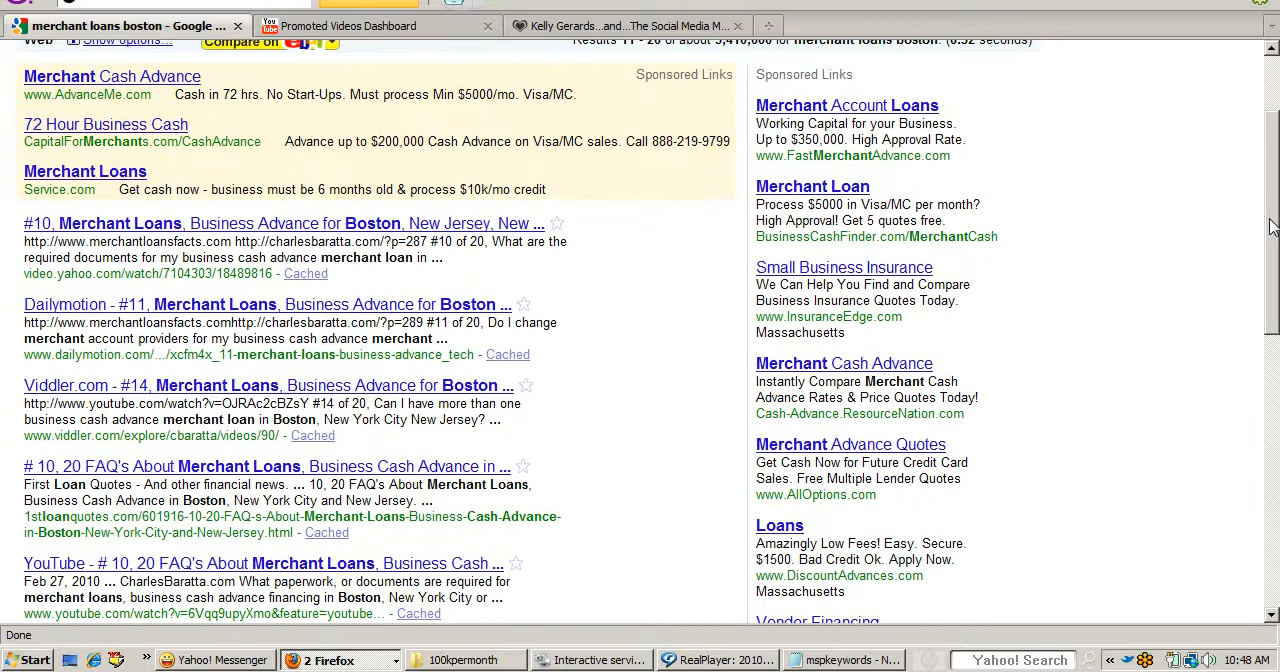 merchant loans boston - Google ...
Promoted Videos Dashboard
Kelly Gerards...and...The Social Media M...
Web Show options... Compare on
Results 11 - 20 of about 5,410,000 for merchant loans boston. (0.32 seconds)
Sponsored Links
Merchant Cash Advance
www.AdvanceMe.com Cash in 72 hrs. No Start-Ups. Must process Min $5000/mo. Visa/MC.
72 Hour Business Cash
CapitalForMerchants.com/CashAdvance Advance up to $200,000 Cash Advance on Visa/MC sales. Call 888-219-9799
Merchant Loans
Service.com Get cash now - business must be 6 months old & process $10k/mo credit
#10, Merchant Loans, Business Advance for Boston, New Jersey, New ...
http://www.merchantloansfacts.com http://charlesbaratta.com/?p=287 #10 of 20, What are the
required documents for my business cash advance merchant loan in ...
video.yahoo.com/watch/7104303/18489816 - Cached
Dailymotion - #11, Merchant Loans, Business Advance for Boston ...
http://www.merchantloansfacts.comhttp://charlesbaratta.com/?p=289 #11 of 20, Do I change
merchant account providers for my business cash advance merchant ...
www.dailymotion.com/.../xcfm4x_11-merchant-loans-business-advance_tech - Cached
Viddler.com - #14, Merchant Loans, Business Advance for Boston ...
http://www.youtube.com/watch?v=OJRAc2cBZsY #14 of 20, Can I have more than one
business cash advance merchant loan in Boston, New York City New Jersey? ...
www.viddler.com/explore/cbaratta/videos/90/ - Cached
# 10, 20 FAQ's About Merchant Loans, Business Cash Advance in ...
First Loan Quotes - And other financial news. ... 10, 20 FAQ's About Merchant Loans,
Business Cash Advance in Boston, New York City and New Jersey. ...
1stloanquotes.com/601916-10-20-FAQ-s-About-Merchant-Loans-Business-Cash-Advance-
in-Boston-New-York-City-and-New-Jersey.html - Cached
YouTube - # 10, 20 FAQ's About Merchant Loans, Business Cash ...
Feb 27, 2010 ... CharlesBaratta.com What paperwork, or documents are required for
merchant loans, business advance financing in Boston, New York City or ...
www.youtube.com/watch?v=6Vqq9upyXmo&feature=youtube... - Cached
Sponsored Links
Merchant Account Loans
Working Capital for your Business.
Up to $350,000. High Approval Rate.
www.FastMerchantAdvance.com
Merchant Loan
Process $5000 in Visa/MC per month?
High Approval! Get 5 quotes free.
BusinessCashFinder.com/MerchantCash
Small Business Insurance
We Can Help You Find and Compare
Business Insurance Quotes Today.
www.InsuranceEdge.com
Massachusetts
Merchant Cash Advance
Instantly Compare Merchant Cash
Advance Rates & Price Quotes Today!
Cash-Advance.ResourceNation.com
Merchant Advance Quotes
Get Cash Now for Future Credit Card
Sales. Free Multiple Lender Quotes
www.AllOptions.com
Loans
Amazingly Low Fees! Easy. Secure.
$1500. Bad Credit Ok. Apply Now.
www.DiscountAdvances.com
Massachusetts
Vendor Financing
Done
Start
Yahoo! Messenger
2 Firefox
100kpermonth
Interactive servi...
RealPlayer: 2010...
mspkeywords - N...
Yahoo! Search
10:48 AM